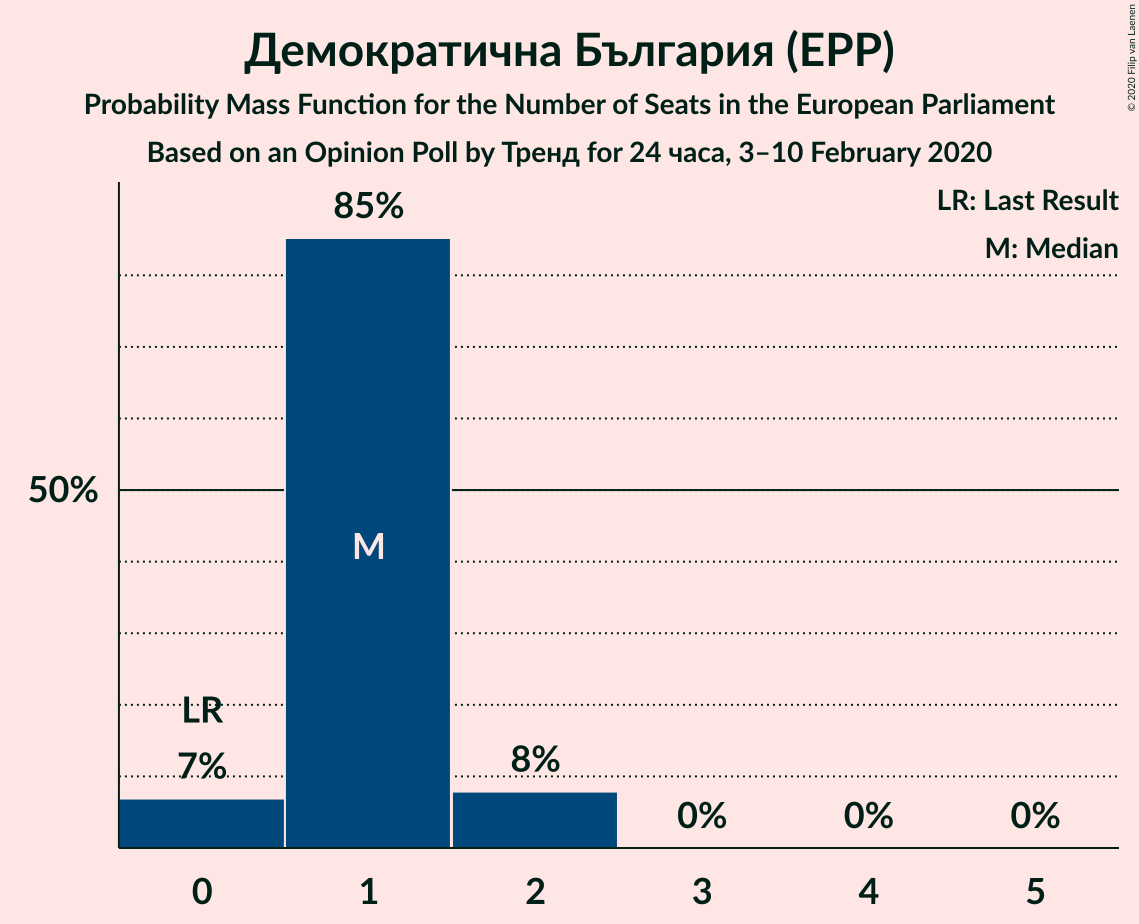 Демократична България (EPP)
Probability Mass Function for the Number of Seats in the European Parliament
Based on an Opinion Poll by Тренд for 24 часа, 3–10 February 2020
© 2020 Filip van Laenen
LR: Last Result
M: Median
85%
50%
M
LR
7%
8%
0%
0%
0%
0
1
2
3
4
5